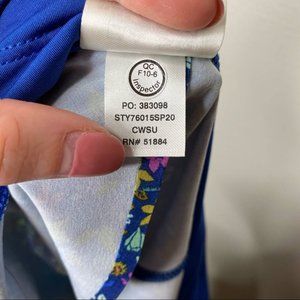 QC
F10-6
Inspector
PO: 383098
STY76015SP20
CWSU
RN# 51884